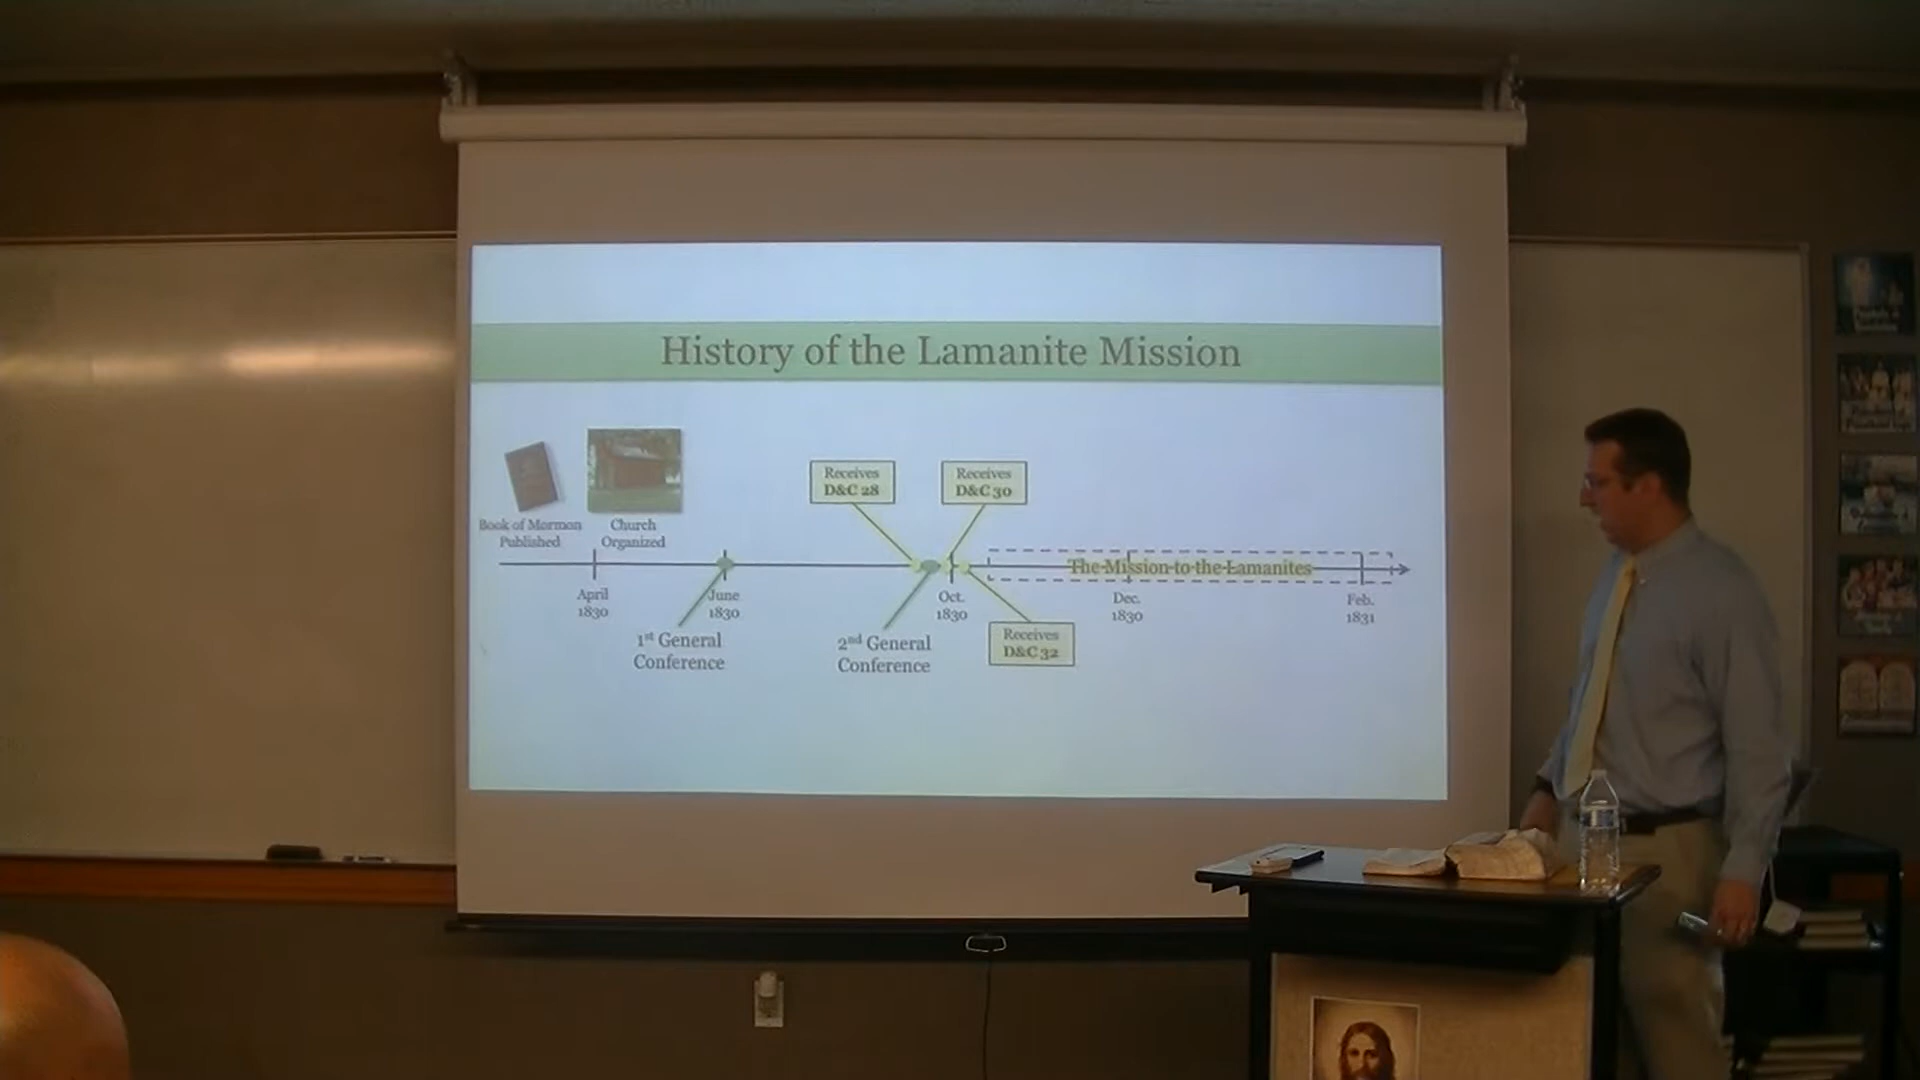 History of the Lamanite Mission
Receives
D&C 28
Receives
D&C 30
Book of Mormon
Published
Church
Organized
The Mission to the Lamanites
April
1830
June
1830
Oct.
1830
Dec.
1830
Feb.
1831
1st General
Conference
2nd General
Conference
Receives
D&C 32